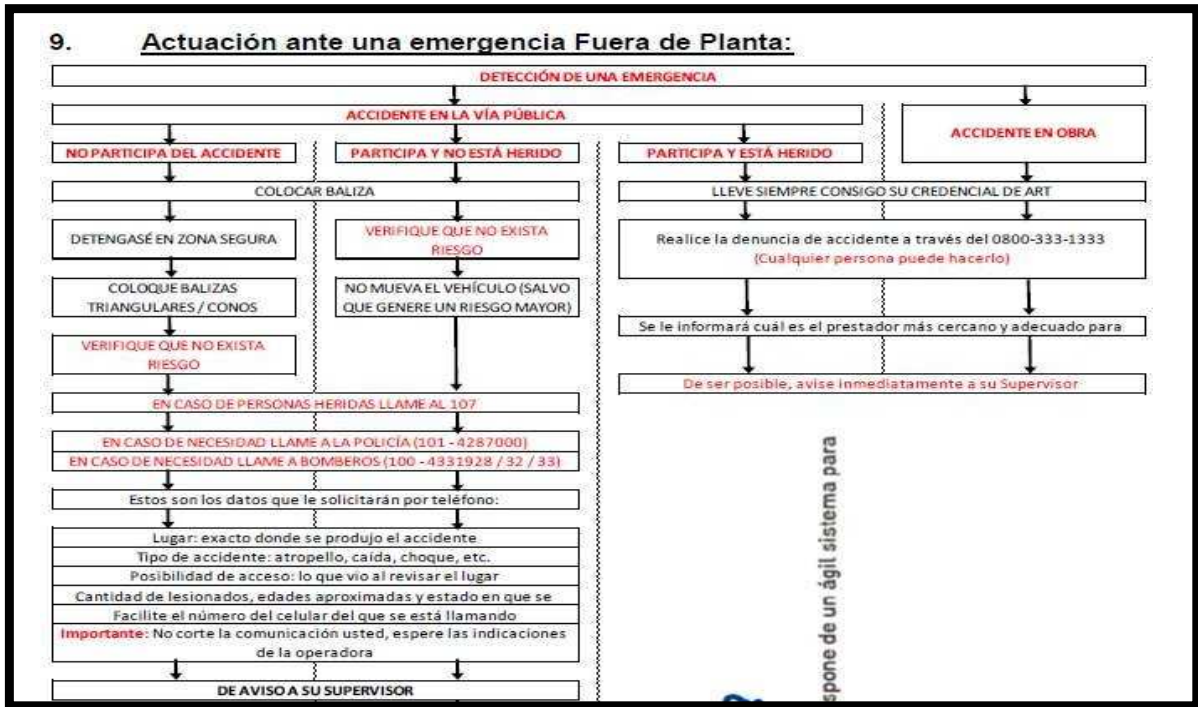 9. Actuación ante una emergencia Fuera de Planta:
DETECCIÓN DE UNA EMERGENCIA
ACCIDENTE EN LA VÍA PÚBLICA
ACCIDENTE EN OBRA
NO PARTICIPA DEL ACCIDENTE
PARTICIPA Y NO ESTÁ HERIDO
PARTICIPA Y ESTÁ HERIDO
COLOCAR BALIZA
DETENGASÉ EN ZONA SEGURA
COLOQUE BALIZAS
TRIANGULARES / CONOS
VERIFIQUE QUE NO EXISTA
RIESGO
VERIFIQUE QUE NO EXISTA
RIESGO
NO MUEVA EL VEHÍCULO (SALVO
QUE GENERE UN RIESGO MAYOR)
EN CASO DE PERSONAS HERIDAS LLAME AL 107
EN CASO DE NECESIDAD LLAME A LA POLICÍA (101 - 4287000)
EN CASO DE NECESIDAD LLAME A BOMBEROS (100 - 4331928 / 32 / 33)
Estos son los datos que le solicitarán por teléfono:
Lugar: exacto donde se produjo el accidente
Tipo de accidente: atropello, caída, choque, etc.
Posibilidad de acceso: lo que vio al revisar el lugar
Cantidad de lesionados, edades aproximadas y estado en que se
Facilite el número del celular del que se está llamando
Importante: No corte la comunicación usted, espere las indicaciones
de la operadora
DE AVISO A SU SUPERVISOR
LLEVE SIEMPRE CONSIGO SU CREDENCIAL DE ART
Realice la denuncia de accidente a través del 0800-333-1333
(Cualquier persona puede hacerlo)
Se le informará cuál es el prestador más cercano y adecuado para
De ser posible, avise inmediatamente a su Supervisor
spone de un ágil sistema para